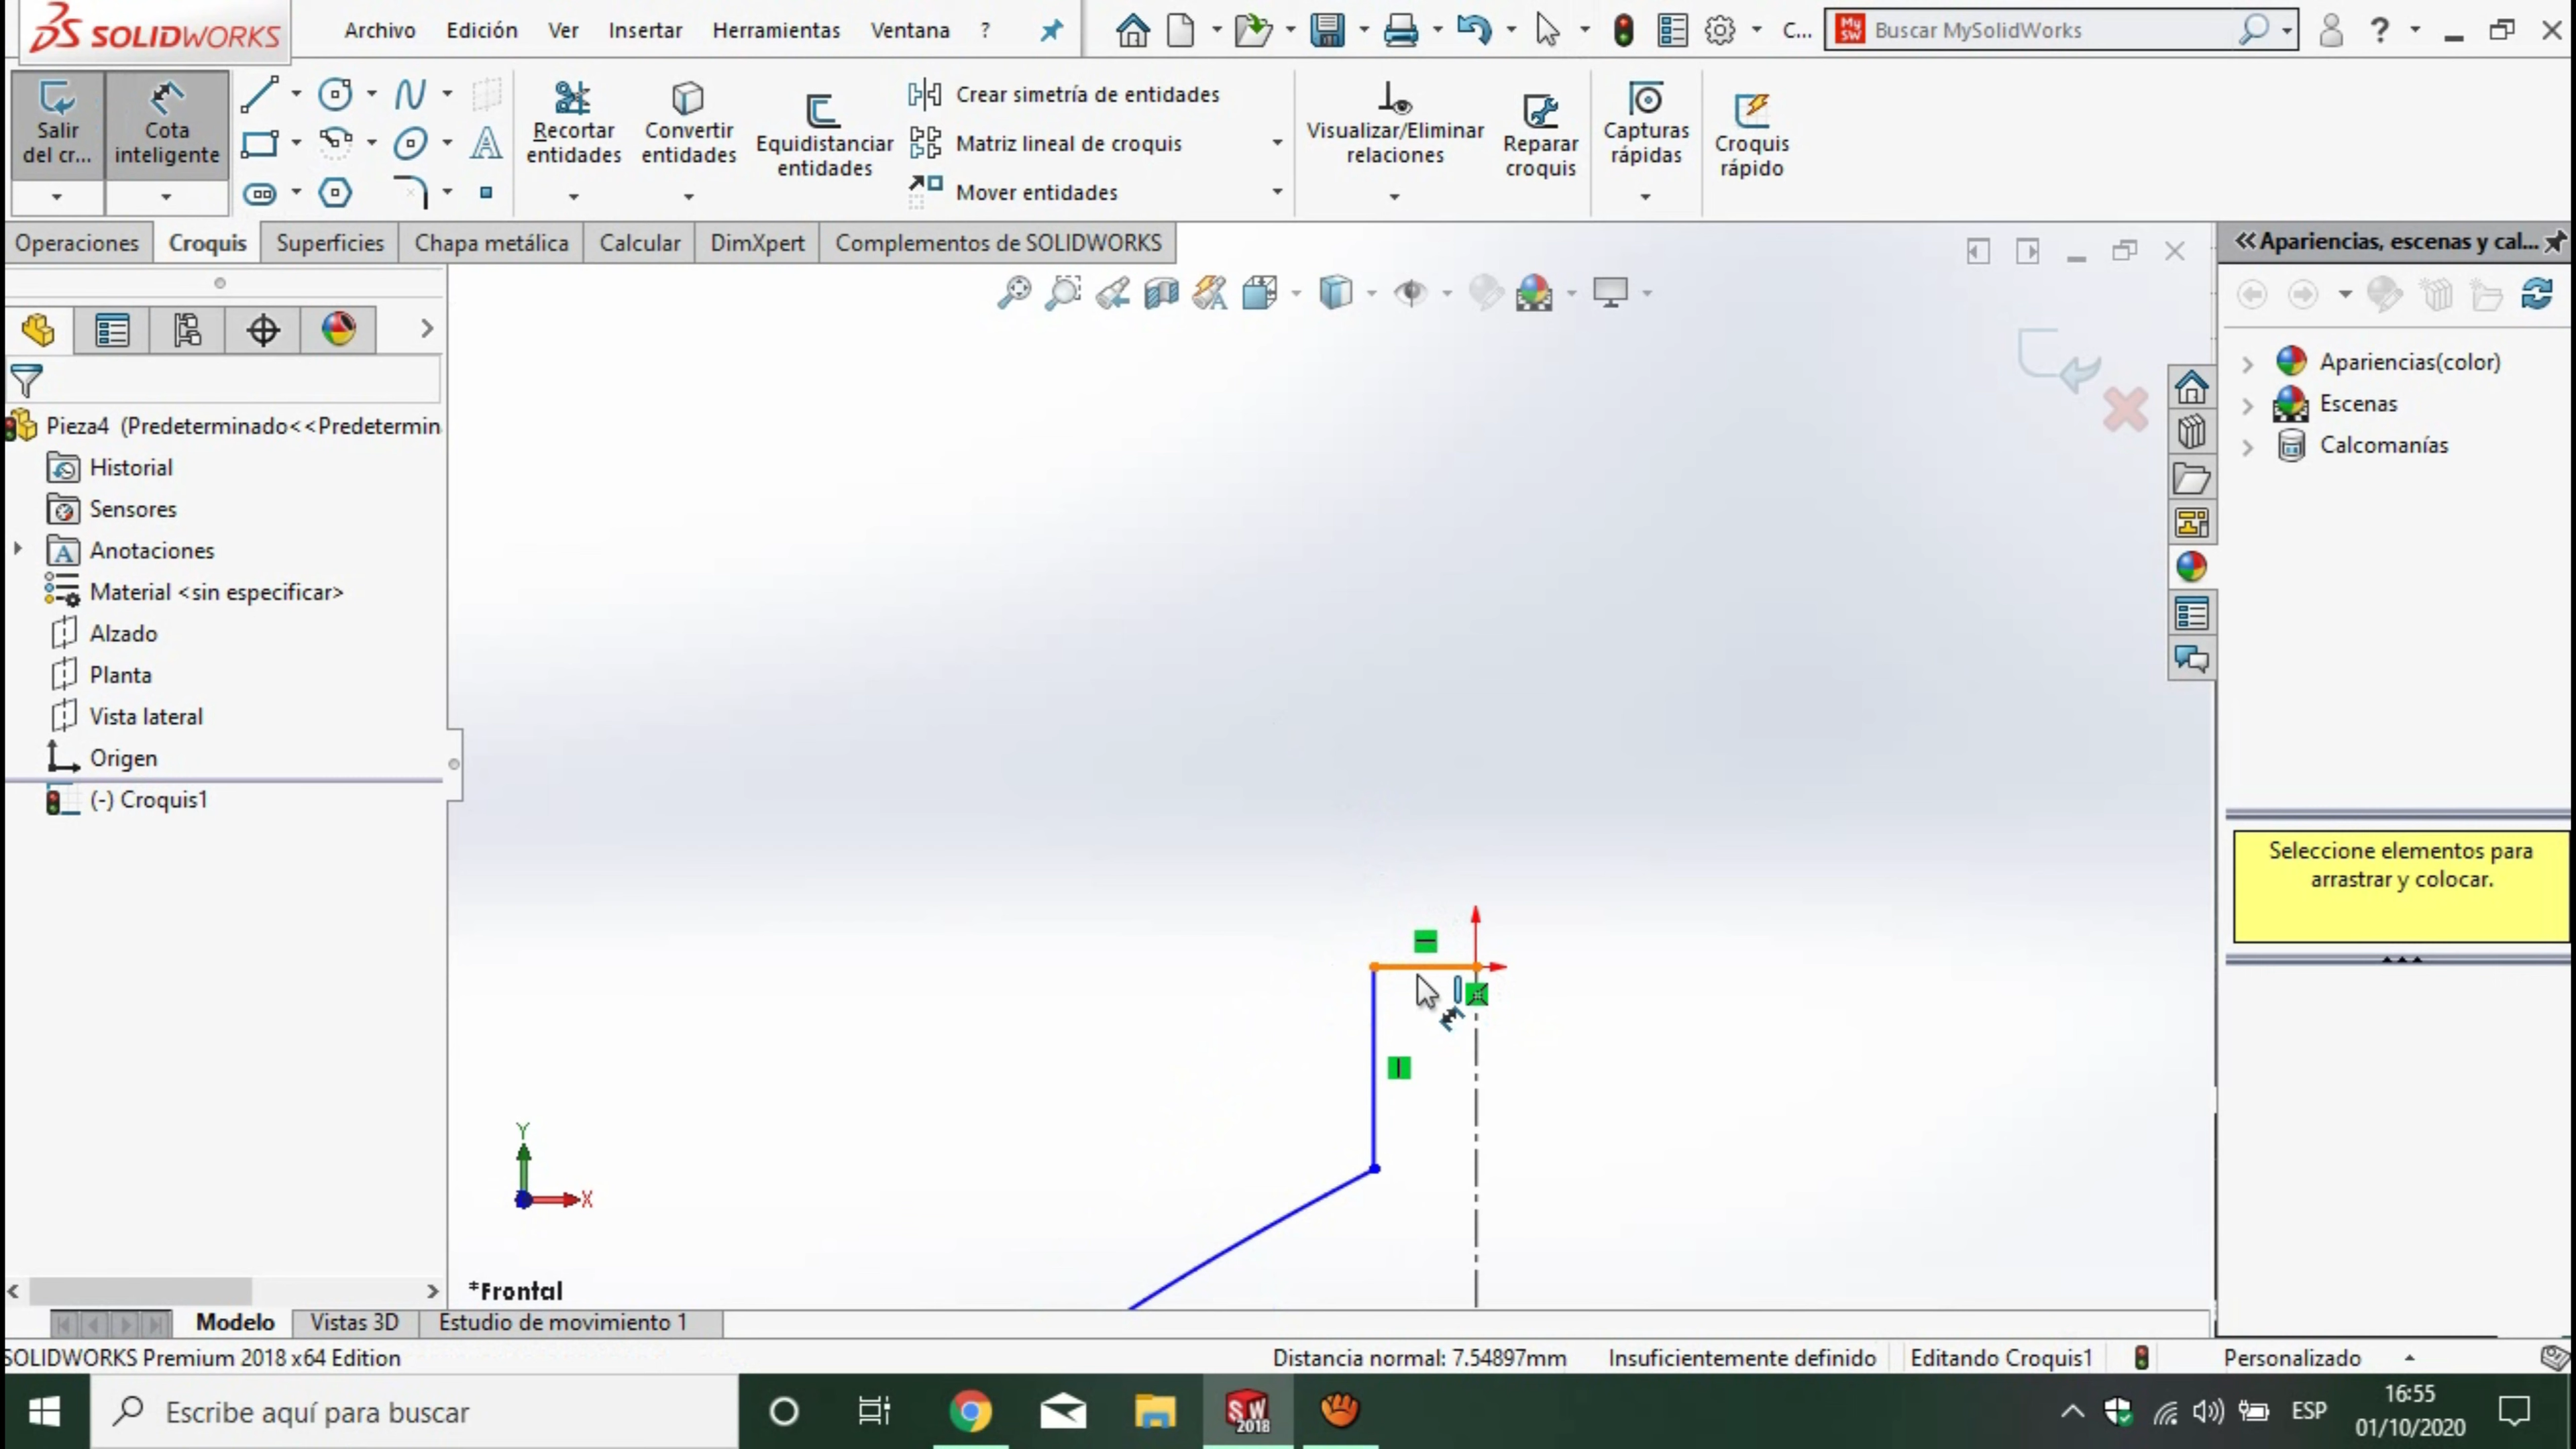 SOLIDWORKS
Archivo Edición Ver Insertar Herramientas Ventana ?
C...
My SW
Buscar MySolidWorks
?
Salir del cr...
Cota inteligente
Recortar entidades
Convertir entidades
Equidistanciar entidades
Crear simetría de entidades
Matriz lineal de croquis
Mover entidades
Visualizar/Eliminar relaciones
Reparar croquis
Capturas rápidas
Croquis rápido
Operaciones Croquis Superficies Chapa metálica Calcular DimXpert Complementos de SOLIDWORKS
Apariencias, escenas y cal...
Apariencias(color)
Escenas
Calcomanías
Pieza4 (Predeterminado<<Predetermin
Historial
Sensores
Anotaciones
Material <sin especificar>
Alzado
Planta
Vista lateral
Origen
(-) Croquis1
Seleccione elementos para
arrastrar y colocar.
Y
X
*Frontal
Modelo Vistas 3D Estudio de movimiento 1
SOLIDWORKS Premium 2018 x64 Edition
Distancia normal: 7.54897mm Insuficientemente definido Editando Croquis1 Personalizado
Escribe aquí para buscar
SW 2018
ESP
16:55
01/10/2020